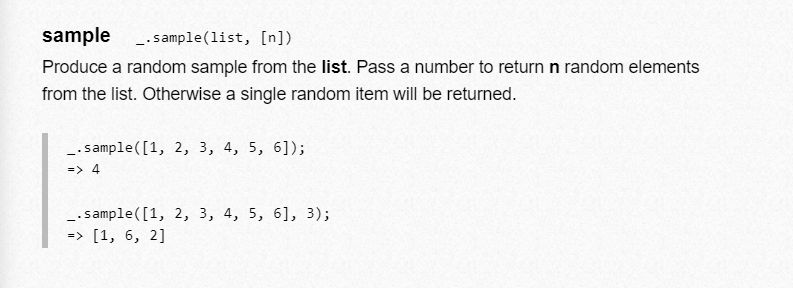 sample _.sample(list, [n])
Produce a random sample from the list. Pass a number to return n random elements
from the list. Otherwise a single random item will be returned.
_.sample([1, 2, 3, 4, 5, 6]);
=> 4
_.sample([1, 2, 3, 4, 5, 6], 3);
=> [1, 6, 2]